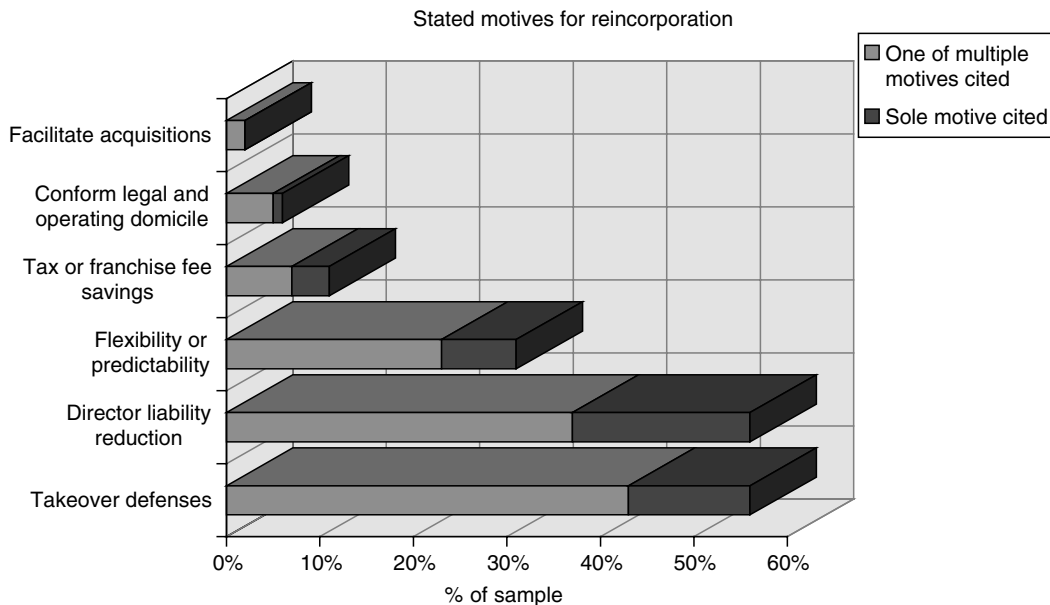 Stated motives for reincorporation
One of multiple
motives cited
Sole motive cited
Facilitate acquisitions
Conform legal and
operating domicile
Tax or franchise fee
savings
Flexibility or
predictability
Director liability
reduction
Takeover defenses
0% 10% 20% 30% 40% 50% 60%
% of sample